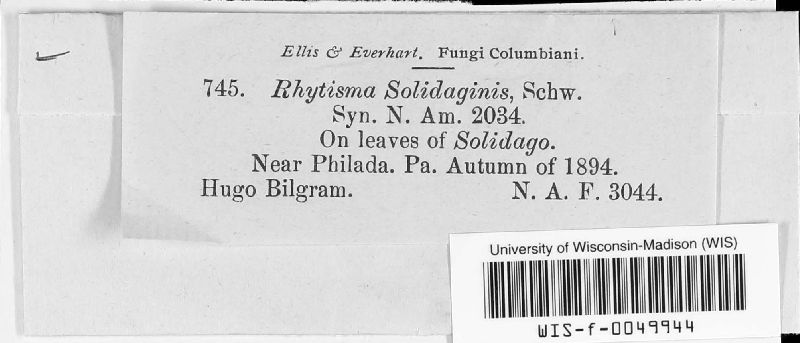 Ellis & Everhart. Fungi Columbiani.
745. Rhytisma Solidaginis, Schw.
Syn. N. Am. 2034.
On leaves of Solidago.
Near Philada. Pa. Autumn of 1894.
Hugo Bilgram. N. A. F. 3044.
University of Wisconsin-Madison (WIS)
WIS-f-0049944